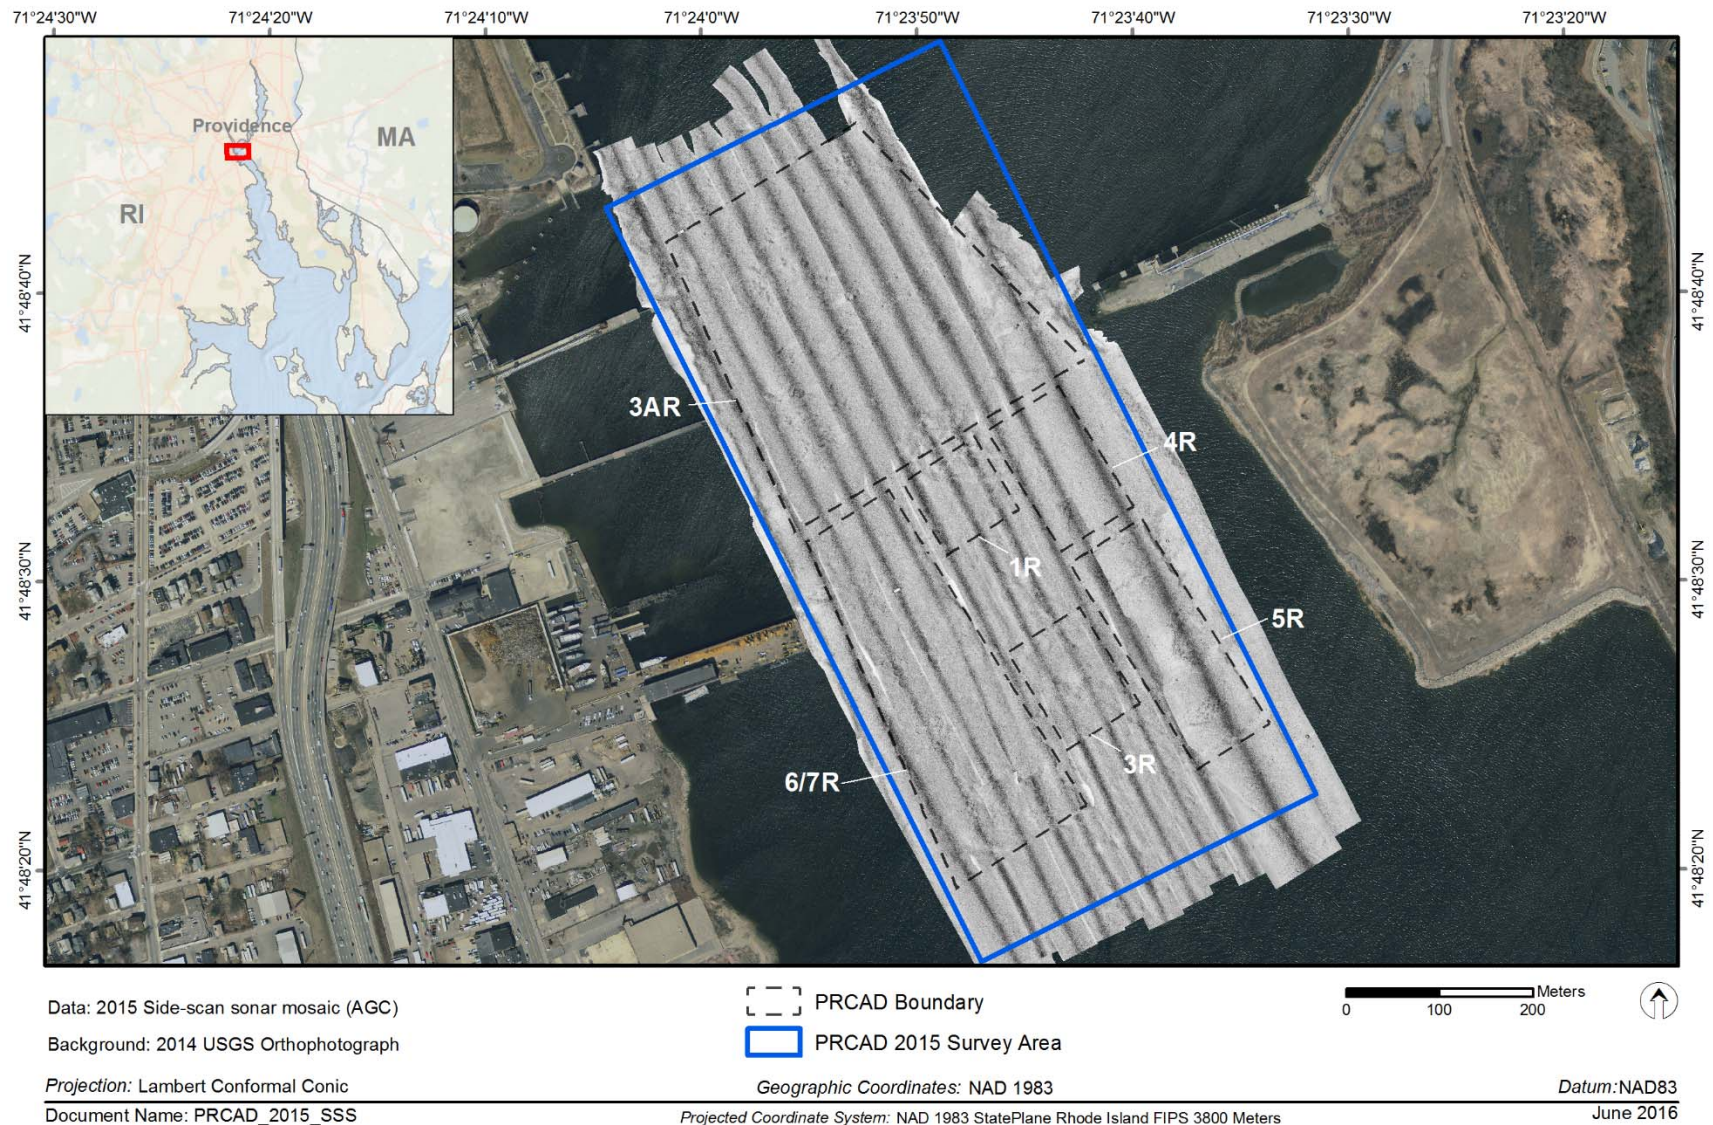 71°24'30"W
71°24'20"W
71°24'10"W
71°24'0"W
71°23'50"W
71°23'40"W
71°23'30"W
71°23'20"W
Providence
MA
RI
41°48'40"N
41°48'40"N
3AR
4R
1R
41°48'30"N
41°48'30"N
5R
3R
6/7R
41°48'20"N
41°48'20"N
Data: 2015 Side-scan sonar mosaic (AGC)
Background: 2014 USGS Orthophotograph
PRCAD Boundary
PRCAD 2015 Survey Area
Meters
0 100 200
Projection: Lambert Conformal Conic
Geographic Coordinates: NAD 1983
Datum:NAD83
Document Name: PRCAD_2015_SSS
Projected Coordinate System: NAD 1983 StatePlane Rhode Island FIPS 3800 Meters
June 2016